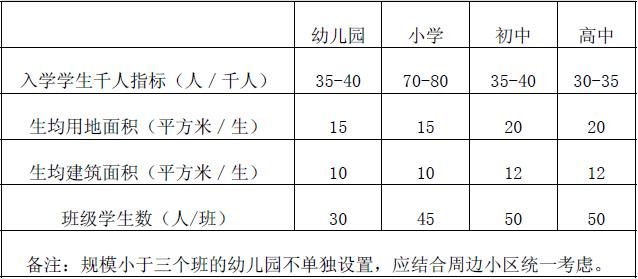 幼儿园 小学 初中 高中
入学学生千人指标（人／千人） 35-40 70-80 35-40 30-35
生均用地面积（平方米／生） 15 15 20 20
生均建筑面积（平方米／生） 10 10 12 12
班级学生数（人/班） 30 45 50 50
备注：规模小于三个班的幼儿园不单独设置，应结合周边小区统一考虑。